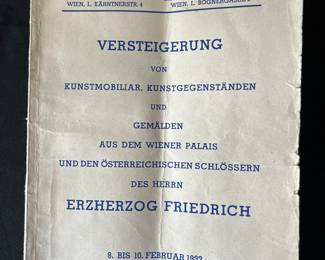 WIEN, I. KÄRNTNERSTR. 4 WIEN, I. BOGNERGASSE
VERSTEIGERUNG
VON
KUNSTMOBILIAR, KUNSTGEGENSTÄNDEN
UND
GEMÄLDEN
AUS DEM WIENER PALAIS
UND DEN ÖSTERREICHISCHEN SCHLÖSSERN
DES HERRN
ERZHERZOG FRIEDRICH
8. BIS 10. FEBRUAR 1933